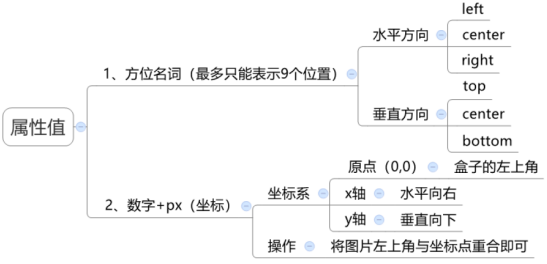 属性值
1、方位名词（最多只能表示9个位置）
水平方向
left
center
right
垂直方向
top
center
bottom
2、数字+px（坐标）
坐标系
原点（0,0）
盒子的左上角
x轴
水平向右
y轴
垂直向下
操作
将图片左上角与坐标点重合即可